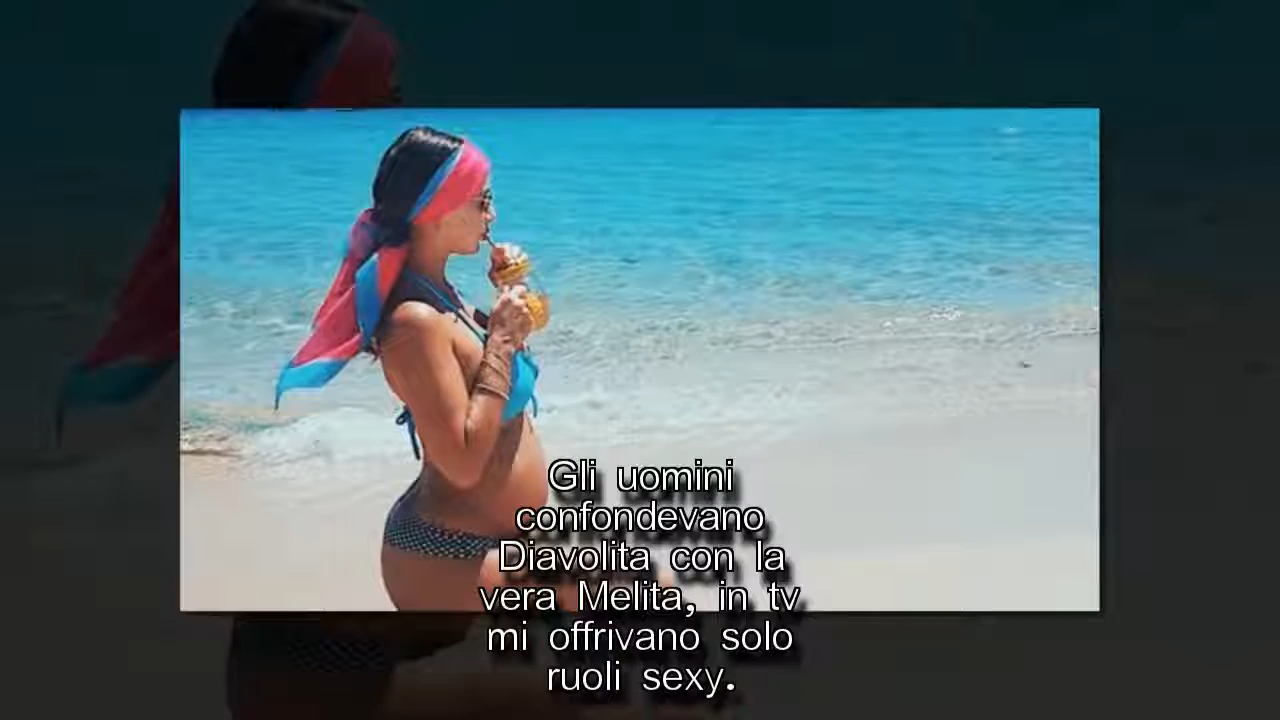 Gli uomini
confondevano
Diavolita con la
vera Melita, in tv
mi offrivano solo
ruoli sexy.